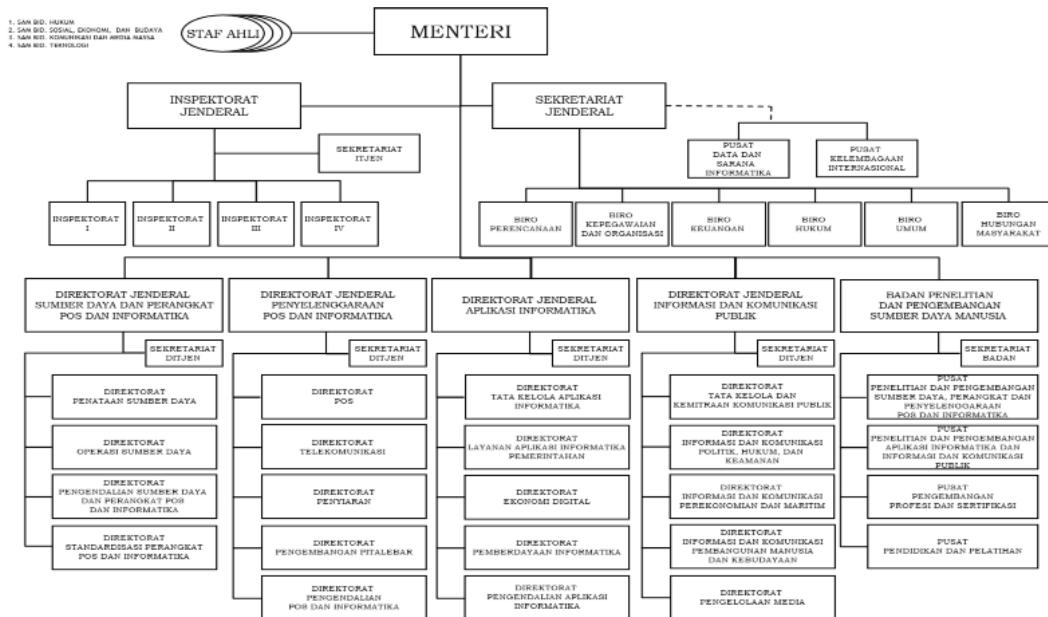 1. SAM BID. HUKUM
2. SAM BID. SOSIAL, EKONOMI, DAN BUDAYA
3. SAM BID. KOMUNIKASI DAN MEDIA MASSA
4. SAM BID. TEKNOLOGI
STAF AHLI
MENTERI
INSPEKTORAT
JENDERAL
SEKRETARIAT
JENDERAL
SEKRETARIAT
ITJEN
PUSAT
DATA DAN
SARANA
INFORMATIKA
PUSAT
KELEMBAGAAN
INTERNASIONAL
INSPEKTORAT
I
INSPEKTORAT
II
INSPEKTORAT
III
INSPEKTORAT
IV
BIRO
PERENCANAAN
BIRO
KEPEGAWAIAN
DAN ORGANISASI
BIRO
KEUANGAN
BIRO
HUKUM
BIRO
UMUM
BIRO
HUBUNGAN
MASYARAKAT
DIREKTORAT JENDERAL
SUMBER DAYA DAN PERANGKAT
POS DAN INFORMATIKA
DIREKTORAT JENDERAL
PENYELENGGARAAN
POS DAN INFORMATIKA
DIREKTORAT JENDERAL
APLIKASI INFORMATIKA
DIREKTORAT JENDERAL
INFORMASI DAN KOMUNIKASI
PUBLIK
BADAN PENELITIAN
DAN PENGEMBANGAN
SUMBER DAYA MANUSIA
SEKRETARIAT
DITJEN
SEKRETARIAT
DITJEN
SEKRETARIAT
DITJEN
SEKRETARIAT
DITJEN
SEKRETARIAT
BADAN
DIREKTORAT
PENATAAN SUMBER DAYA
DIREKTORAT
POS
DIREKTORAT
TATA KELOLA APLIKASI
INFORMATIKA
DIREKTORAT
TATA KELOLA DAN
KEMITRAAN KOMUNIKASI PUBLIK
PUSAT
PENELITIAN DAN PENGEMBANGAN
SUMBER DAYA, PERANGKAT DAN
PENYELENGGARAAN
POS DAN INFORMATIKA
DIREKTORAT
OPERASI SUMBER DAYA
DIREKTORAT
TELEKOMUNIKASI
DIREKTORAT
LAYANAN APLIKASI INFORMATIKA
PEMERINTAHAN
DIREKTORAT
INFORMASI DAN KOMUNIKASI
POLITIK, HUKUM, DAN
KEAMANAN
PUSAT
PENELITIAN DAN PENGEMBANGAN
APLIKASI INFORMATIKA DAN
INFORMASI DAN KOMUNIKASI
PUBLIK
DIREKTORAT
PENGENDALIAN SUMBER DAYA
DAN PERANGKAT POS
DAN INFORMATIKA
DIREKTORAT
PENYIARAN
DIREKTORAT
EKONOMI DIGITAL
DIREKTORAT
INFORMASI DAN KOMUNIKASI
PEREKONOMIAN DAN MARITIM
PUSAT
PENGEMBANGAN
PROFESI DAN SERTIFIKASI
DIREKTORAT
STANDARDISASI PERANGKAT
POS DAN INFORMATIKA
DIREKTORAT
PENGEMBANGAN PITALEBAR
DIREKTORAT
PEMBERDAYAAN INFORMATIKA
DIREKTORAT
INFORMASI DAN KOMUNIKASI
PEMBANGUNAN MANUSIA
DAN KEBUDAYAAN
PUSAT
PENDIDIKAN DAN PELATIHAN
DIREKTORAT
PENGENDALIAN
POS DAN INFORMATIKA
DIREKTORAT
PENGENDALIAN APLIKASI
INFORMATIKA
DIREKTORAT
PENGELOLAAN MEDIA